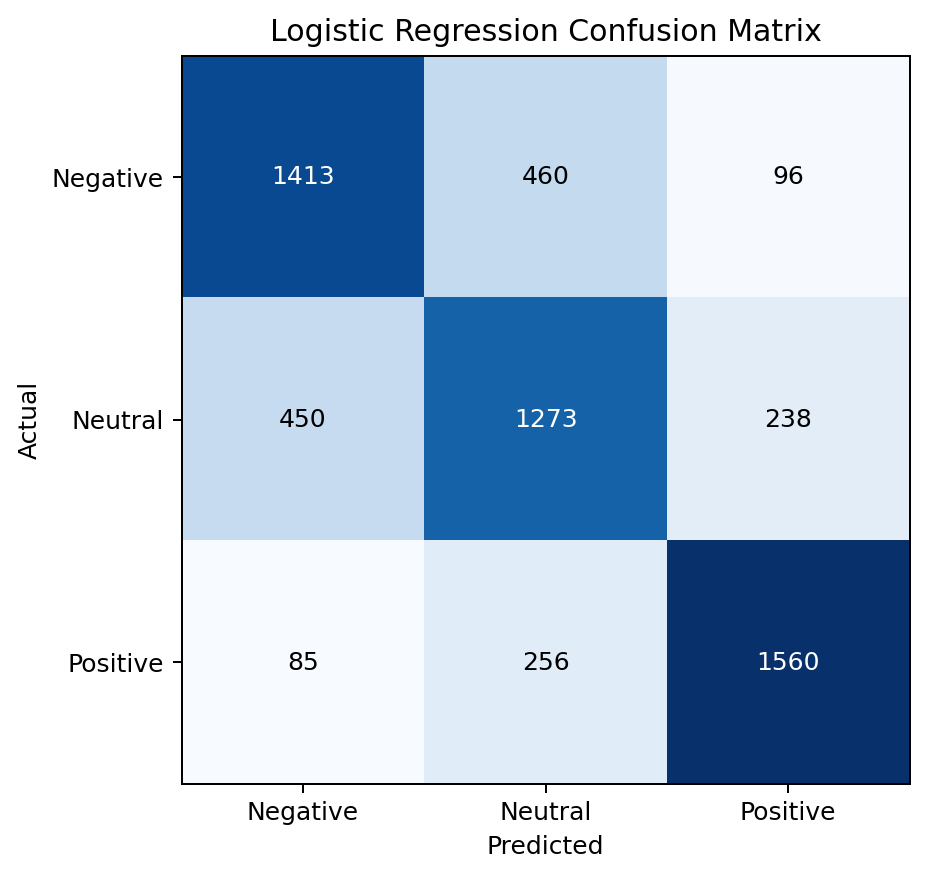 Logistic Regression Confusion Matrix
Actual
Negative 1413 460 96
Neutral 450 1273 238
Positive 85 256 1560
Negative Neutral Positive
Predicted